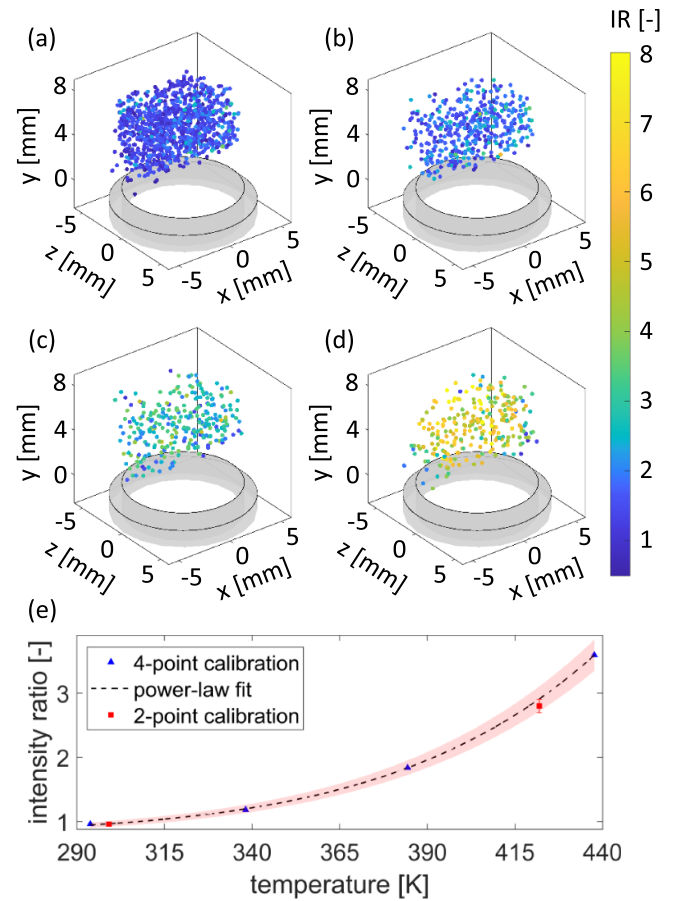 IR [-]
(a)
(b)
8
4
0
y [mm]
-5
0
5
z [mm]
-5
0
5
x [mm]
8
4
0
y [mm]
-5
0
5
z [mm]
-5
0
5
x [mm]
8
7
6
5
4
3
2
1
(c)
(d)
8
4
0
y [mm]
-5
0
5
z [mm]
-5
0
5
x [mm]
8
4
0
y [mm]
-5
0
5
z [mm]
-5
0
5
x [mm]
(e)
intensity ratio [-]
3
2
1
4-point calibration
power-law fit
2-point calibration
290 315 340 365 390 415 440
temperature [K]